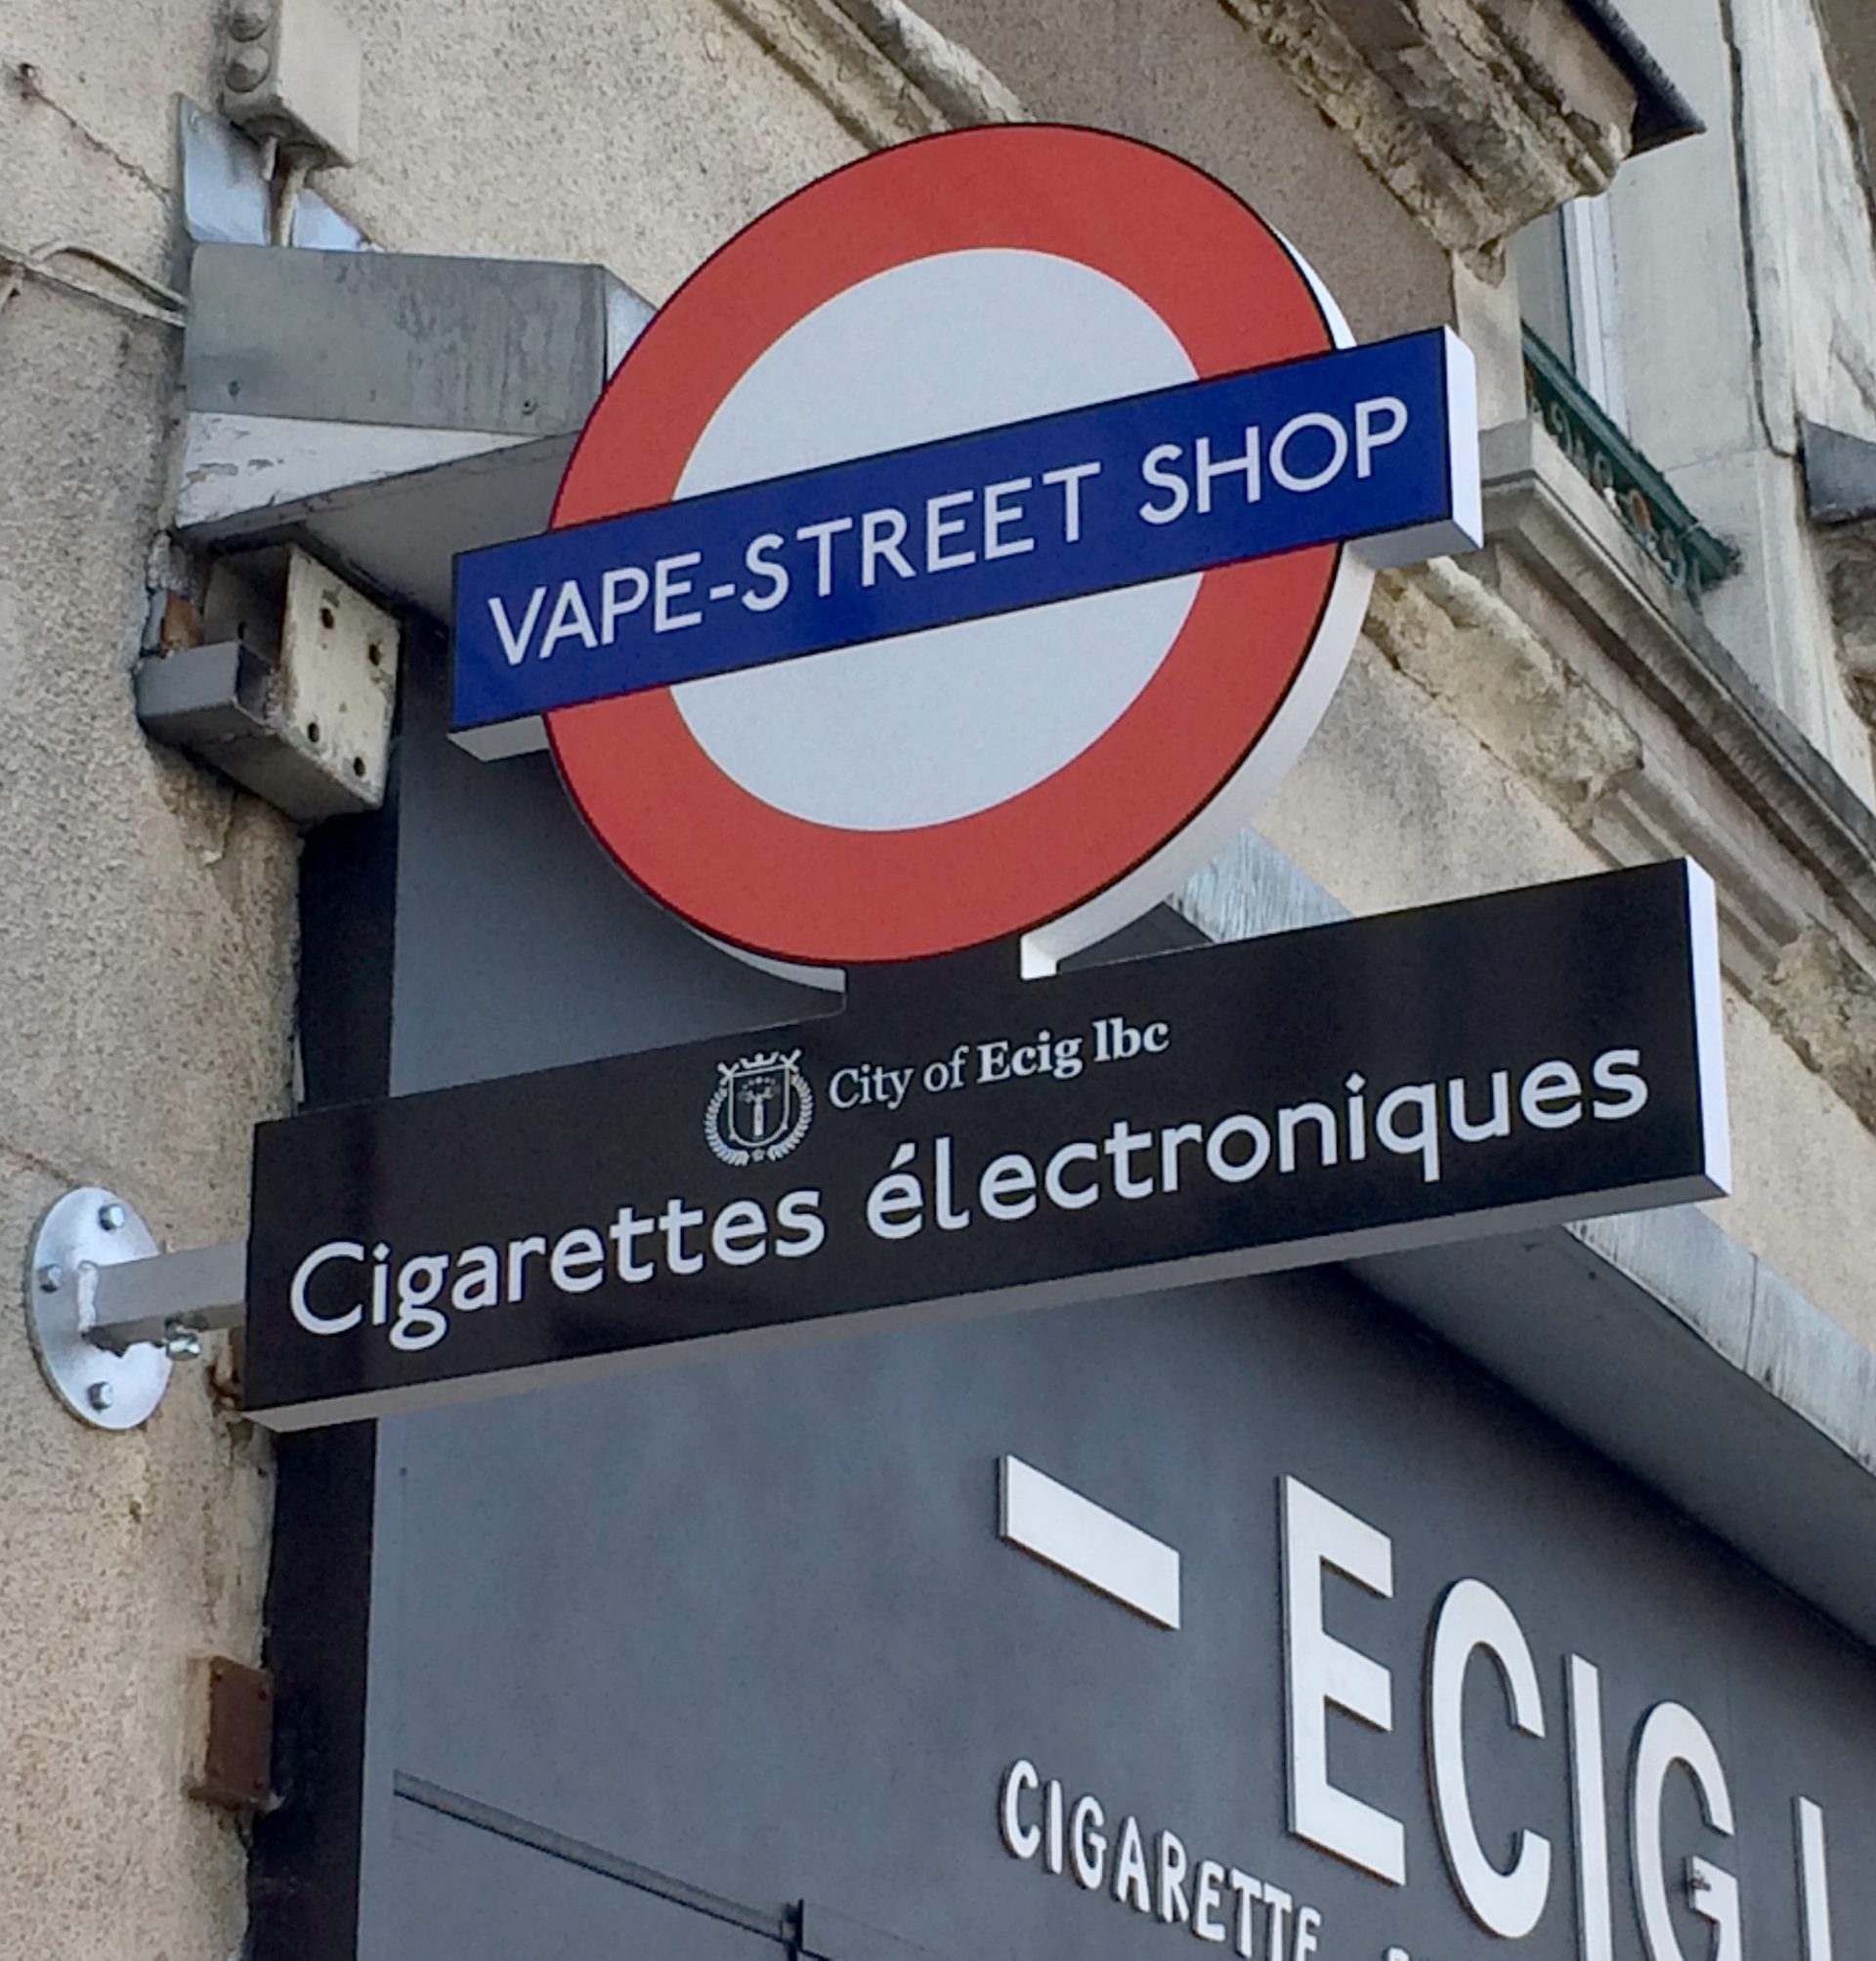 VAPE-STREET SHOP
City of Ecig lbc
Cigarettes électroniques
- ECIG
CIGARETTE